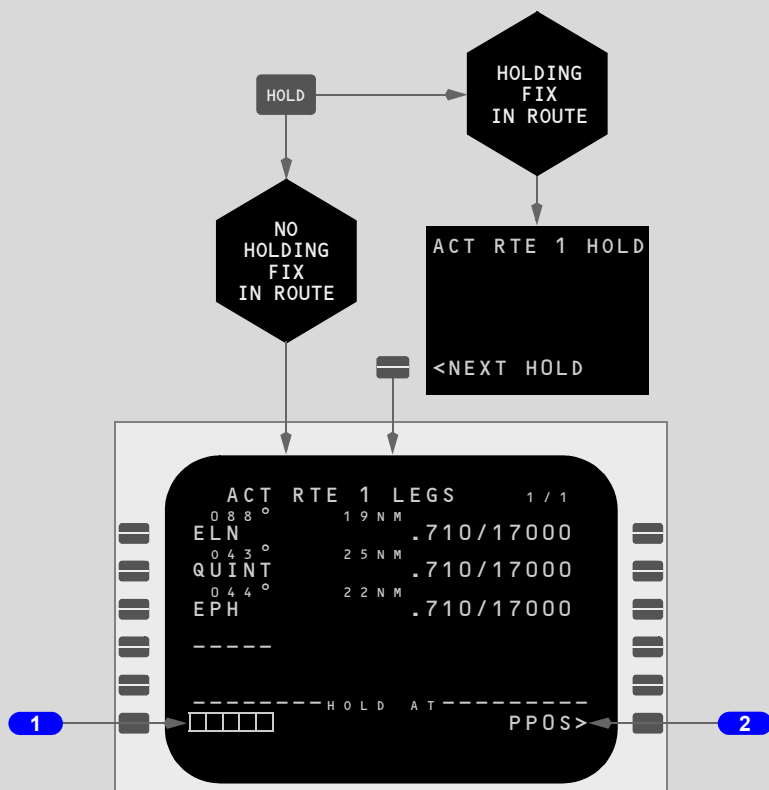 HOLDING
FIX
IN ROUTE
HOLD
NO
HOLDING
FIX
IN ROUTE
ACT RTE 1 HOLD
<NEXT HOLD
ACT RTE 1 LEGS 1/1
088° 19NM
ELN .710/17000
043° 25NM
QUINT .710/17000
044° 22NM
EPH .710/17000
-----
--------HOLD AT---------
1 □□□□□ PPOS> 2